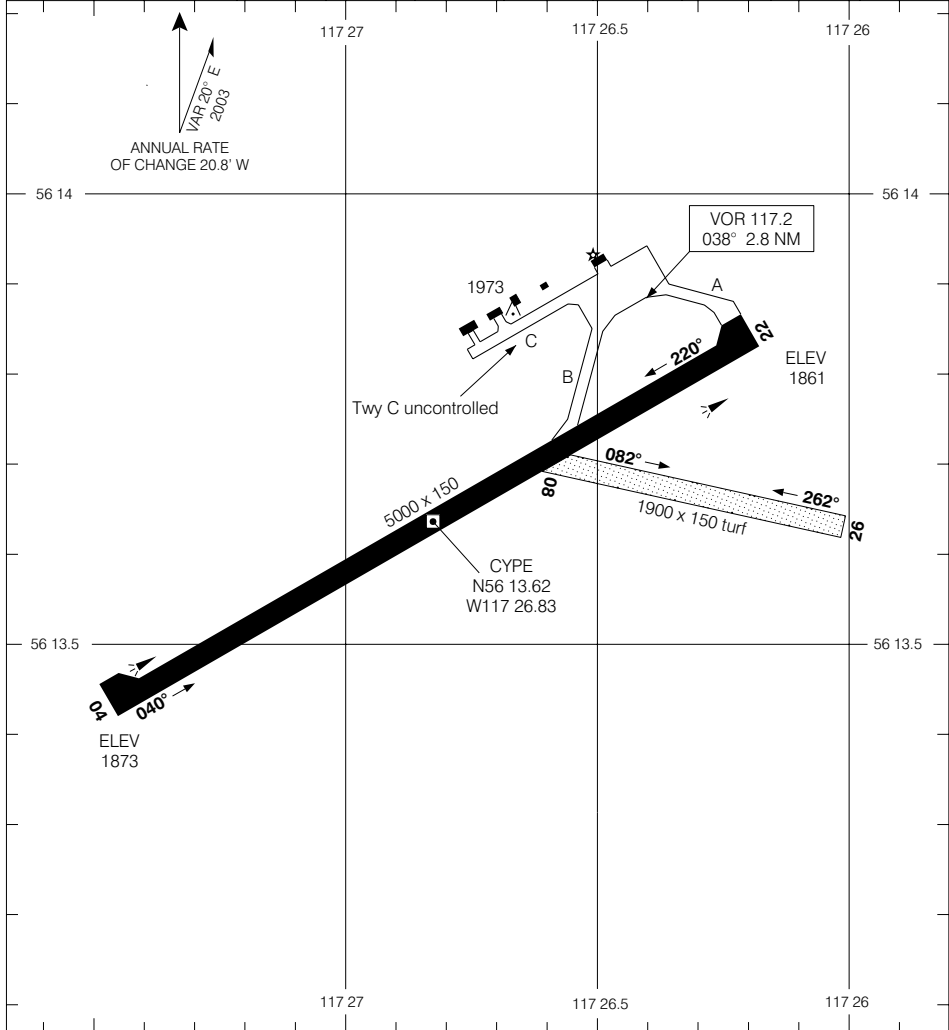 117 27
117 26.5
117 26
VAR 20° E
2003
ANNUAL RATE
OF CHANGE 20.8' W
56 14
56 14
VOR 117.2
038° 2.8 NM
1973
A
C
22
220°
ELEV
1861
B
Twy C uncontrolled
082°
262°
08
5000 x 150
1900 x 150 turf
26
CYPE
N56 13.62
W117 26.83
56 13.5
56 13.5
04
040°
ELEV
1873
117 27
117 26.5
117 26